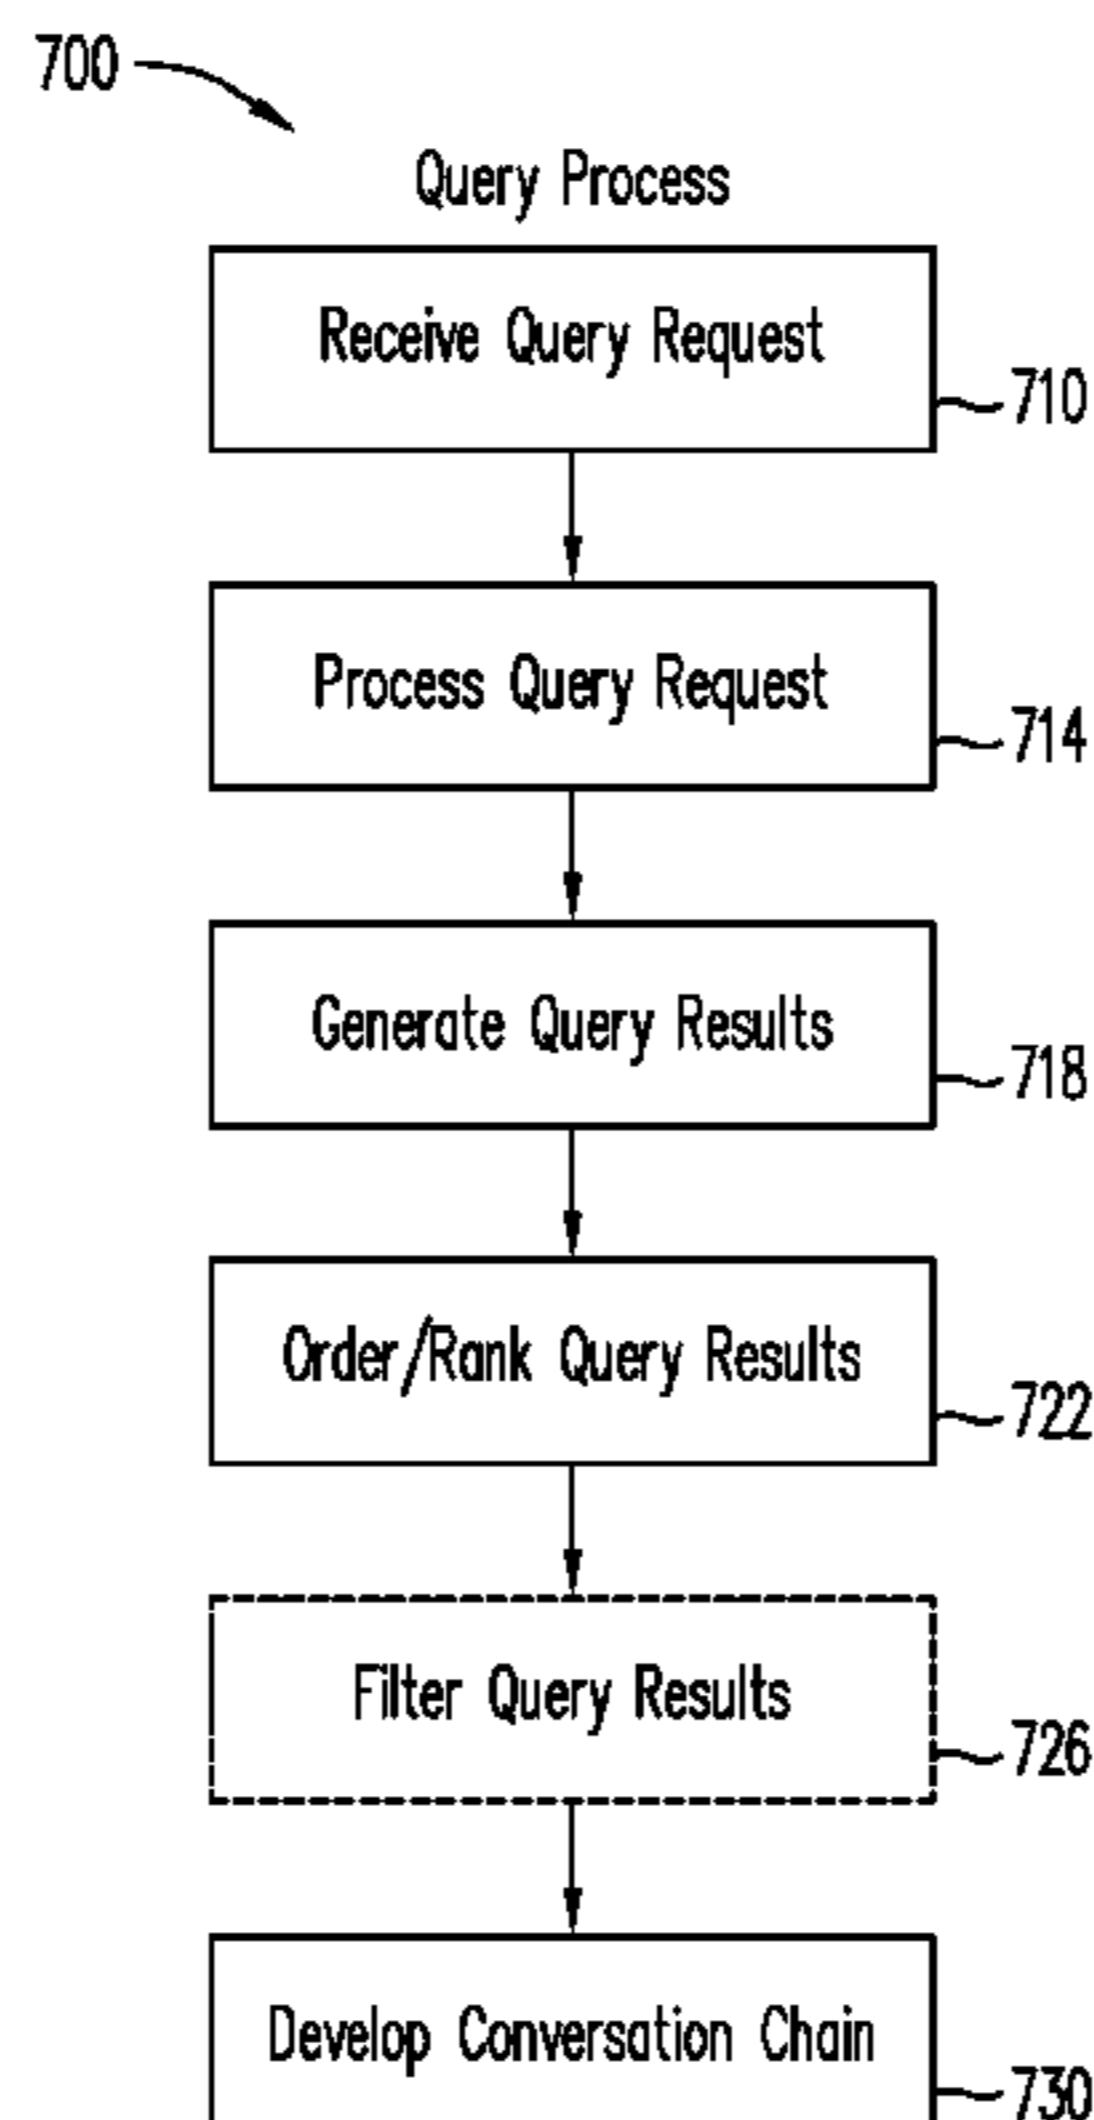 700
Query Process
Receive Query Request
710
Process Query Request
714
Generate Query Results
718
Order/Rank Query Results
722
Filter Query Results
726
Develop Conversation Chain
730